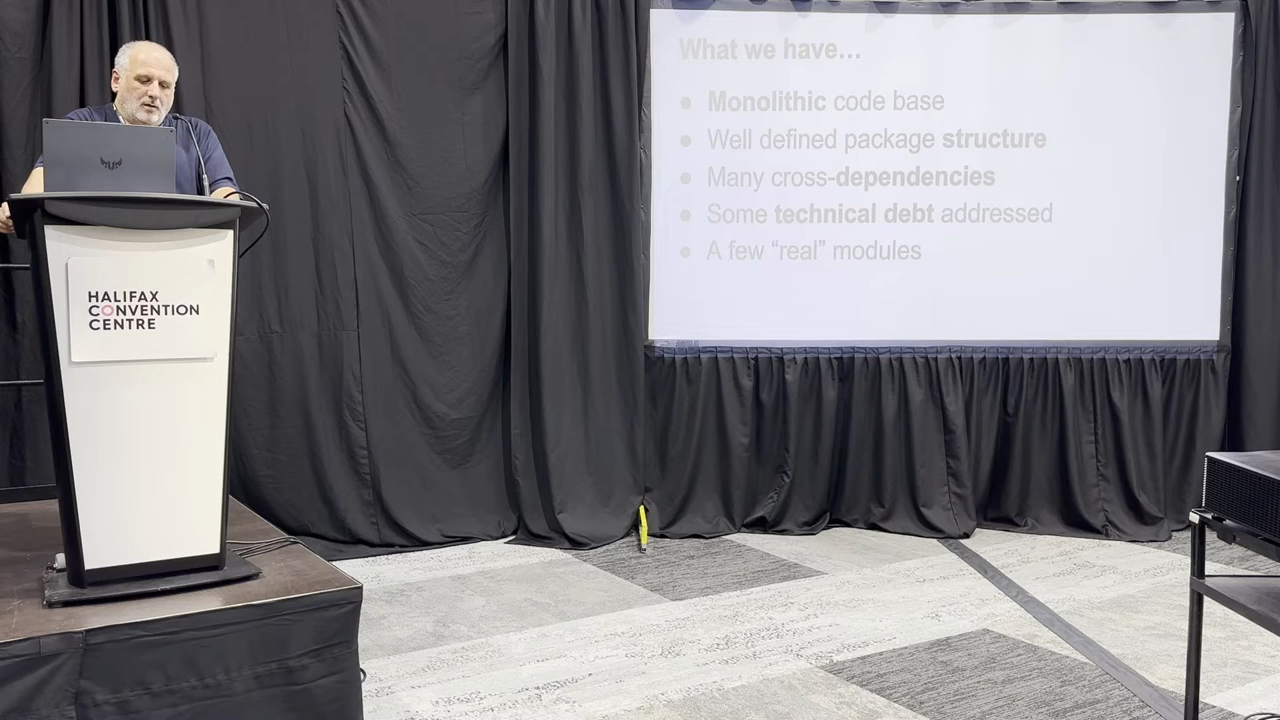 What we have…
Monolithic code base
Well defined package structure
Many cross-dependencies
Some technical debt addressed
A few “real” modules
HALIFAX
CONVENTION
CENTRE